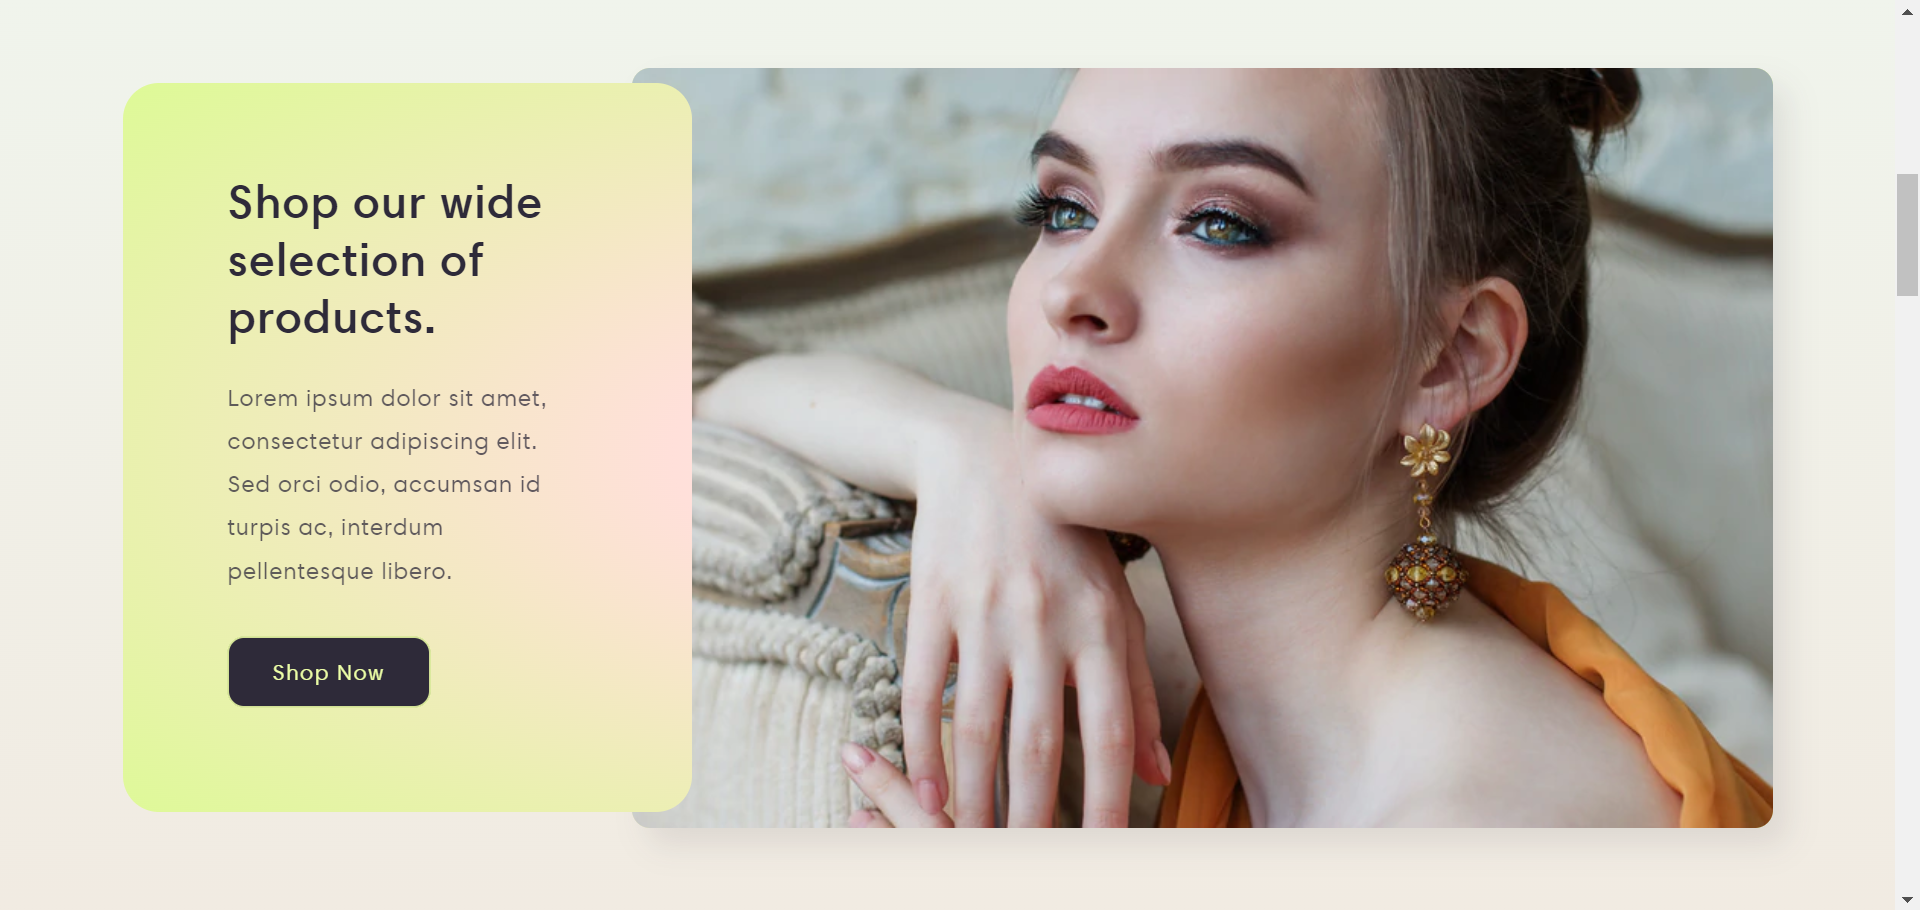 Shop our wide
selection of
products.
Lorem ipsum dolor sit amet,
consectetur adipiscing elit.
Sed orci odio, accumsan id
turpis ac, interdum
pellentesque libero.
Shop Now